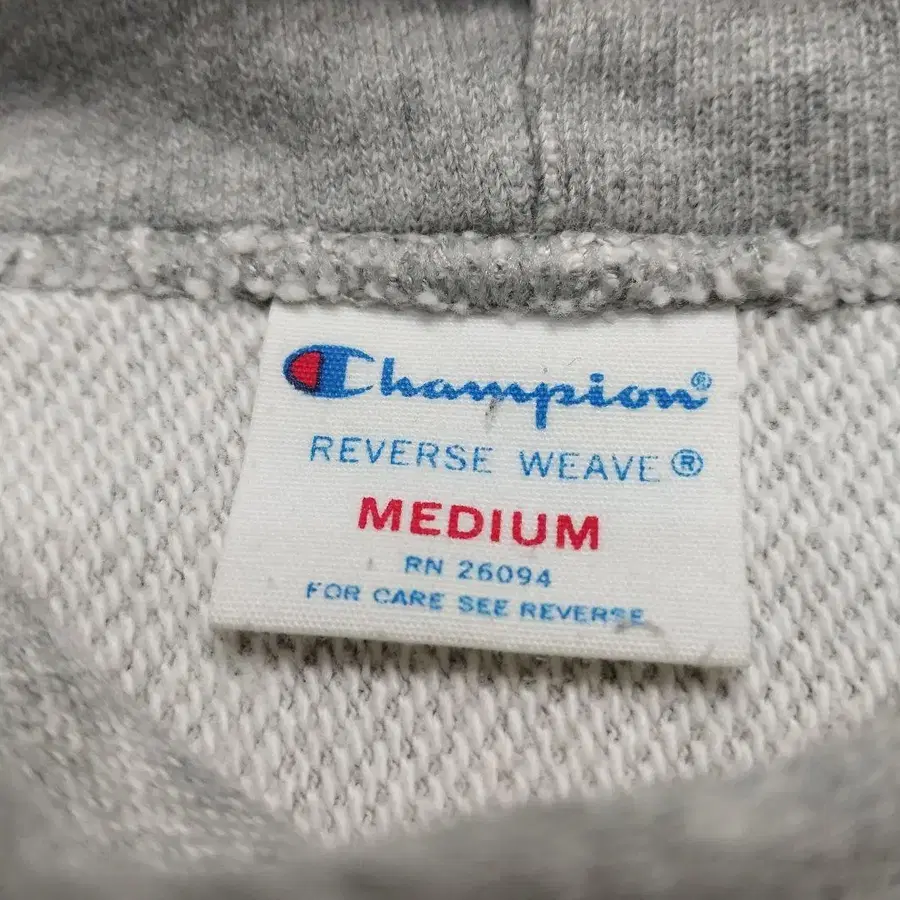 Champion®
REVERSE WEAVE®
MEDIUM
RN 26094
FOR CARE SEE REVERSE